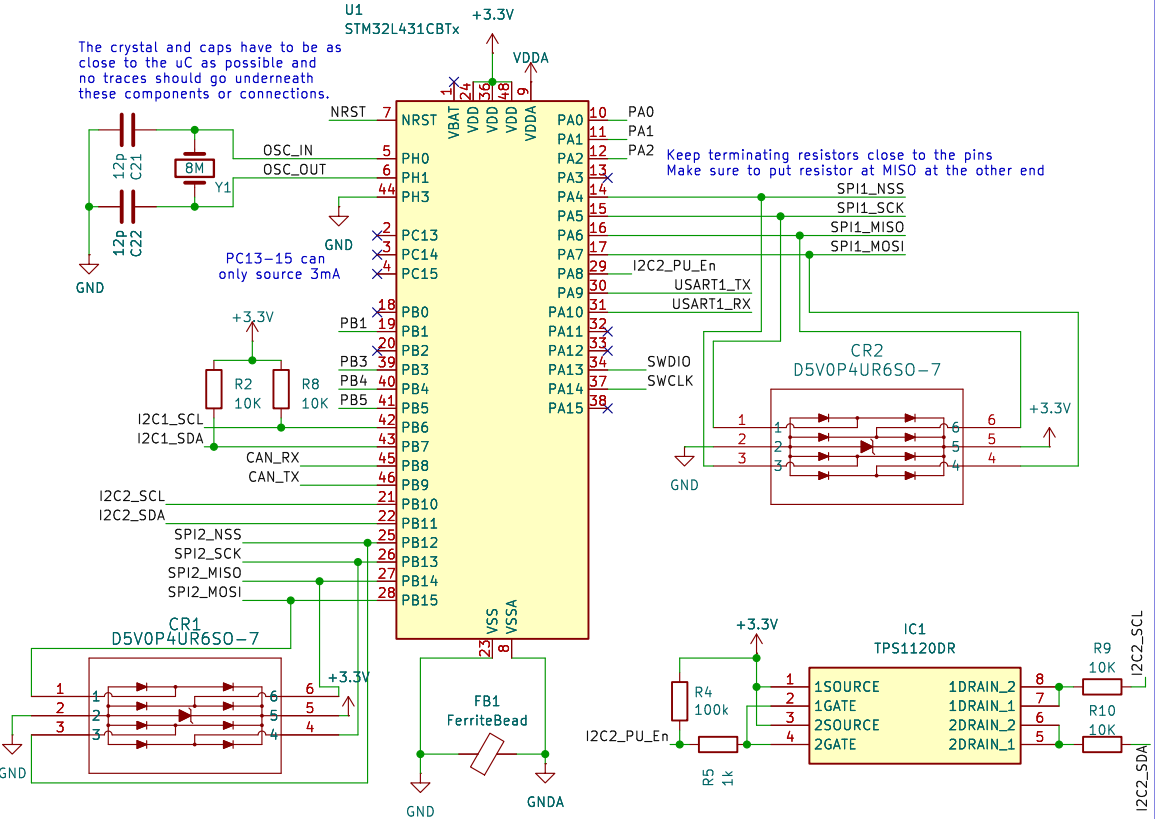 U1
STM32L431CBTx
+3.3V
VDDA
The crystal and caps have to be as
close to the uC as possible and
no traces should go underneath
these components or connections.
1
24
36
48
9
VBAT
VDD
VDD
VDD
VDDA
NRST
7
NRST
OSC_IN
5
PH0
OSC_OUT
6
PH1
44
PH3
GND
12p
C21
8M
Y1
12p
C22
GND
2
PC13
3
PC14
4
PC15
PC13-15 can
only source 3mA
18
PB0
PB1
19
PB1
20
PB2
PB3
39
PB3
PB4
40
PB4
PB5
41
PB5
+3.3V
R2
10K
R8
10K
I2C1_SCL
42
PB6
I2C1_SDA
43
PB7
CAN_RX
45
PB8
CAN_TX
46
PB9
I2C2_SCL
21
PB10
I2C2_SDA
22
PB11
SPI2_NSS
25
PB12
SPI2_SCK
26
PB13
SPI2_MISO
27
PB14
SPI2_MOSI
28
PB15
PA0
10
PA0
PA1
11
PA1
PA2
12
PA2
PA3
13
PA4
14
SPI1_NSS
PA5
15
SPI1_SCK
PA6
16
SPI1_MISO
PA7
17
SPI1_MOSI
PA8
29
I2C2_PU_En
PA9
30
USART1_TX
PA10
31
USART1_RX
PA11
32
PA12
33
PA13
34
SWDIO
PA14
37
SWCLK
PA15
38
Keep terminating resistors close to the pins
Make sure to put resistor at MISO at the other end
CR2
D5V0P4UR6SO-7
1
1
6
6
2
2
5
5
3
3
4
4
+3.3V
GND
CR1
D5V0P4UR6SO-7
1
1
6
6
2
2
5
5
3
3
4
4
+3.3V
GND
VSS
VSSA
23
8
FB1
FerriteBead
GND
GNDA
+3.3V
R4
100k
I2C2_PU_En
R5
1k
IC1
TPS1120DR
1
1SOURCE
2
1GATE
3
2SOURCE
4
2GATE
1DRAIN_2
8
1DRAIN_1
7
2DRAIN_2
6
2DRAIN_1
5
R9
10K
R10
10K
I2C2_SCL
I2C2_SDA